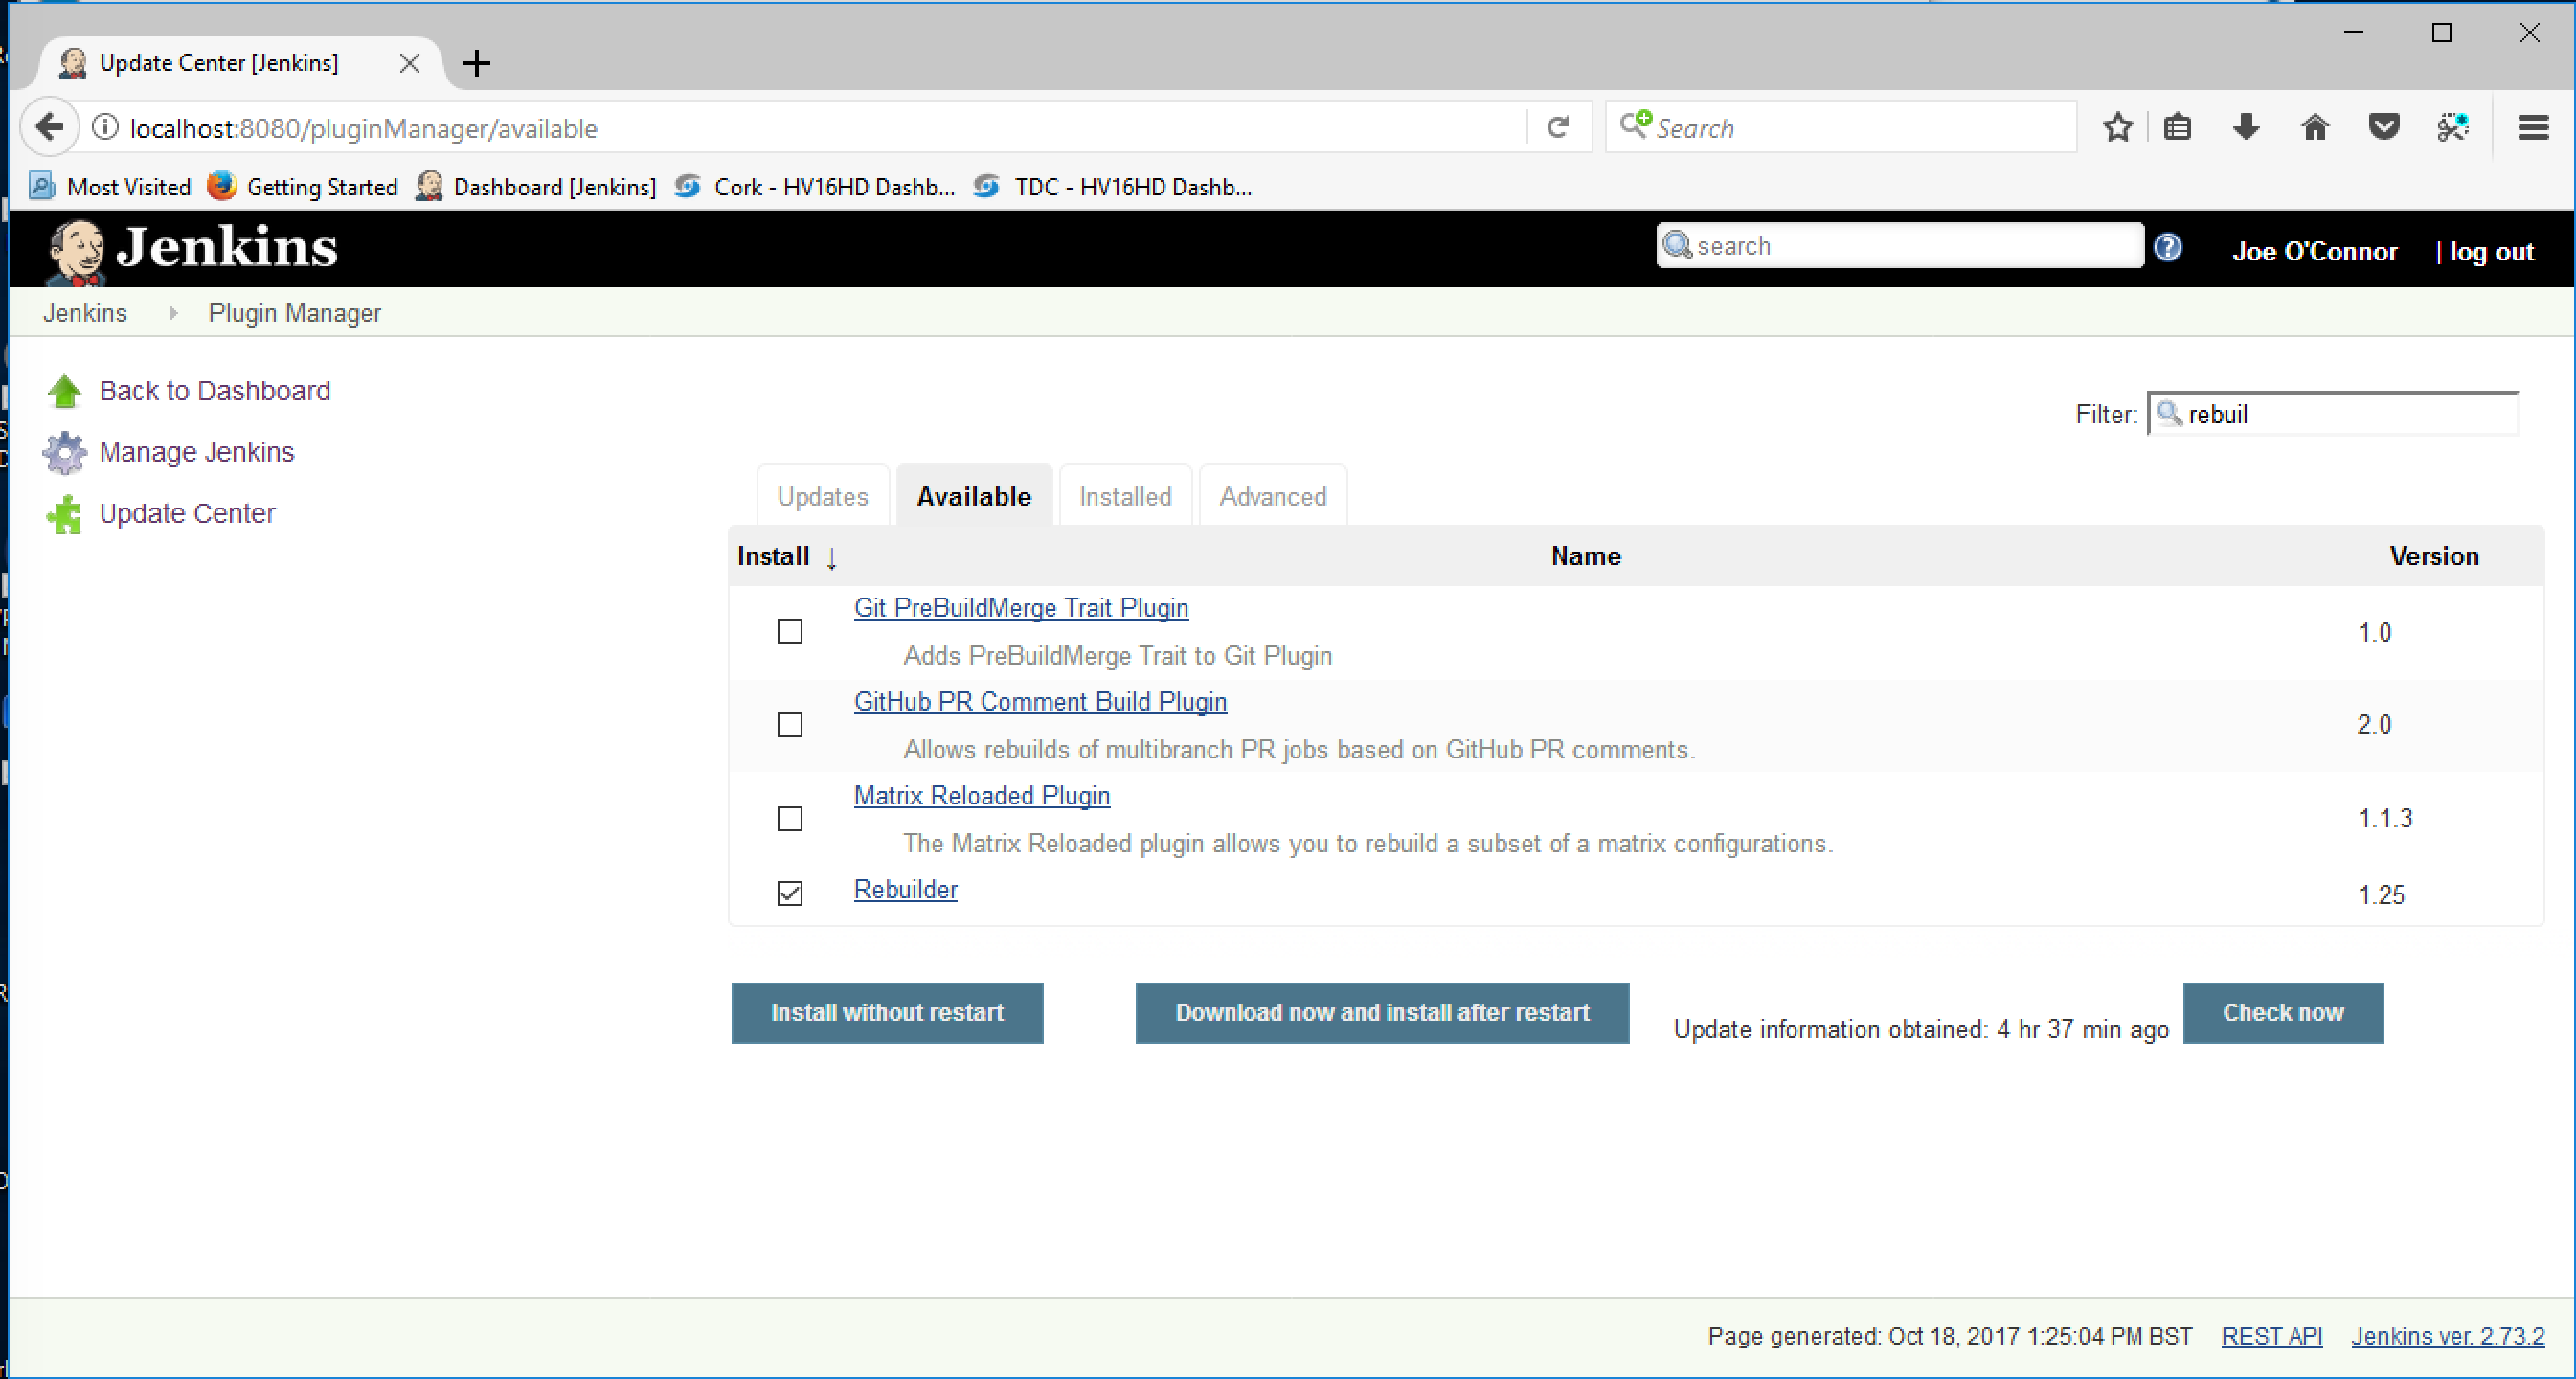 Update Center [Jenkins]
localhost:8080/pluginManager/available
Search
Most Visited Getting Started Dashboard [Jenkins] Cork - HV16HD Dashb... TDC - HV16HD Dashb...
Jenkins
search
Joe O'Connor | log out
Jenkins Plugin Manager
Back to Dashboard
Manage Jenkins
Update Center
Filter: rebuil
Updates Available Installed Advanced
Install ↓ Name Version
Git PreBuildMerge Trait Plugin
Adds PreBuildMerge Trait to Git Plugin
1.0
GitHub PR Comment Build Plugin
Allows rebuilds of multibranch PR jobs based on GitHub PR comments.
2.0
Matrix Reloaded Plugin
The Matrix Reloaded plugin allows you to rebuild a subset of a matrix configurations.
1.1.3
Rebuilder
1.25
Install without restart Download now and install after restart Update information obtained: 4 hr 37 min ago Check now
Page generated: Oct 18, 2017 1:25:04 PM BST REST API Jenkins ver. 2.73.2